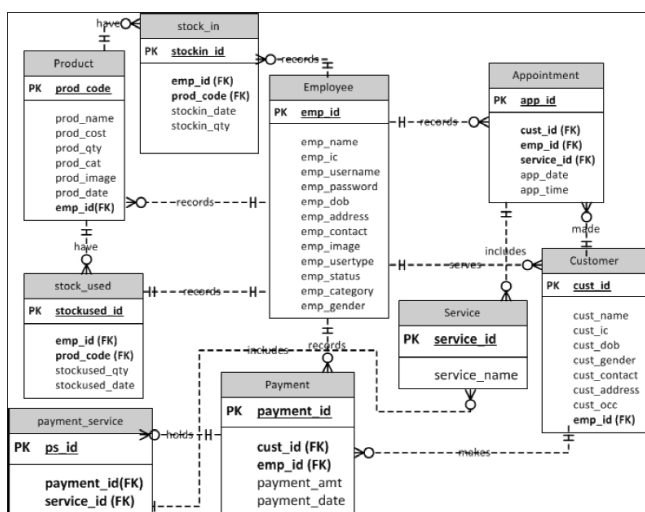 have
stock_in
PK stockin_id
emp_id (FK)
prod_code (FK)
stockin_date
stockin_qty
Product
PK prod_code
prod_name
prod_cost
prod_qty
prod_cat
prod_image
prod_date
emp_id(FK)
records
Employee
PK emp_id
emp_name
emp_ic
emp_username
emp_password
emp_dob
emp_address
emp_contact
emp_image
emp_usertype
emp_status
emp_category
emp_gender
records
Appointment
PK app_id
cust_id (FK)
emp_id (FK)
service_id (FK)
app_date
app_time
records
have
made
includes
serves
Customer
PK cust_id
cust_name
cust_ic
cust_dob
cust_gender
cust_contact
cust_address
cust_occ
emp_id (FK)
stock_used
PK stockused_id
emp_id (FK)
prod_code (FK)
stockused_qty
stockused_date
records
Service
PK service_id
service_name
includes
records
Payment
PK payment_id
cust_id (FK)
emp_id (FK)
payment_amt
payment_date
payment_service
PK ps_id
payment_id(FK)
service_id (FK)
holds
makes